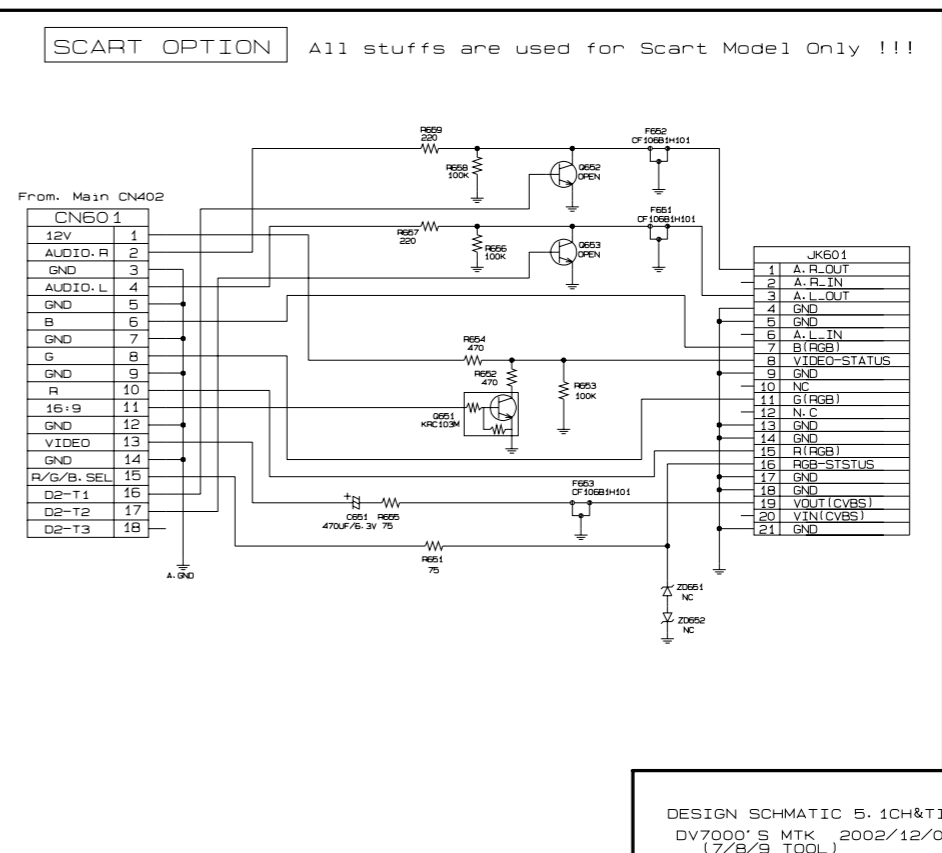 SCART OPTION
All stuffs are used for Scart Model Only !!!
R659
220
R658
100K
Q652
OPEN
F652
CF106B1H101
R657
220
R656
100K
Q653
OPEN
F651
CF106B1H101
From. Main CN402
CN601
12V 1
AUDIO.R 2
GND 3
AUDIO.L 4
GND 5
B 6
GND 7
G 8
GND 9
R 10
16:9 11
GND 12
VIDEO 13
GND 14
R/G/B.SEL 15
D2-T1 16
D2-T2 17
D2-T3 18
A.GND
R654
470
R652
470
R653
100K
Q651
KRC103M
F653
CF106B1H101
C651
470UF/6.3V
R655
75
R651
75
ZD651
NC
ZD652
NC
JK601
1 A.R_OUT
2 A.R_IN
3 A.L_OUT
4 GND
5 GND
6 A.L_IN
7 B(RGB)
8 VIDEO-STATUS
9 GND
10 NC
11 G(RGB)
12 N.C
13 GND
14 GND
15 R(RGB)
16 RGB-STSTUS
17 GND
18 GND
19 VOUT(CVBS)
20 VIN(CVBS)
21 GND
DESIGN SCHMATIC 5.1CH&TI
DV7000'S MTK 2002/12/0
(7/8/9 TOOL)